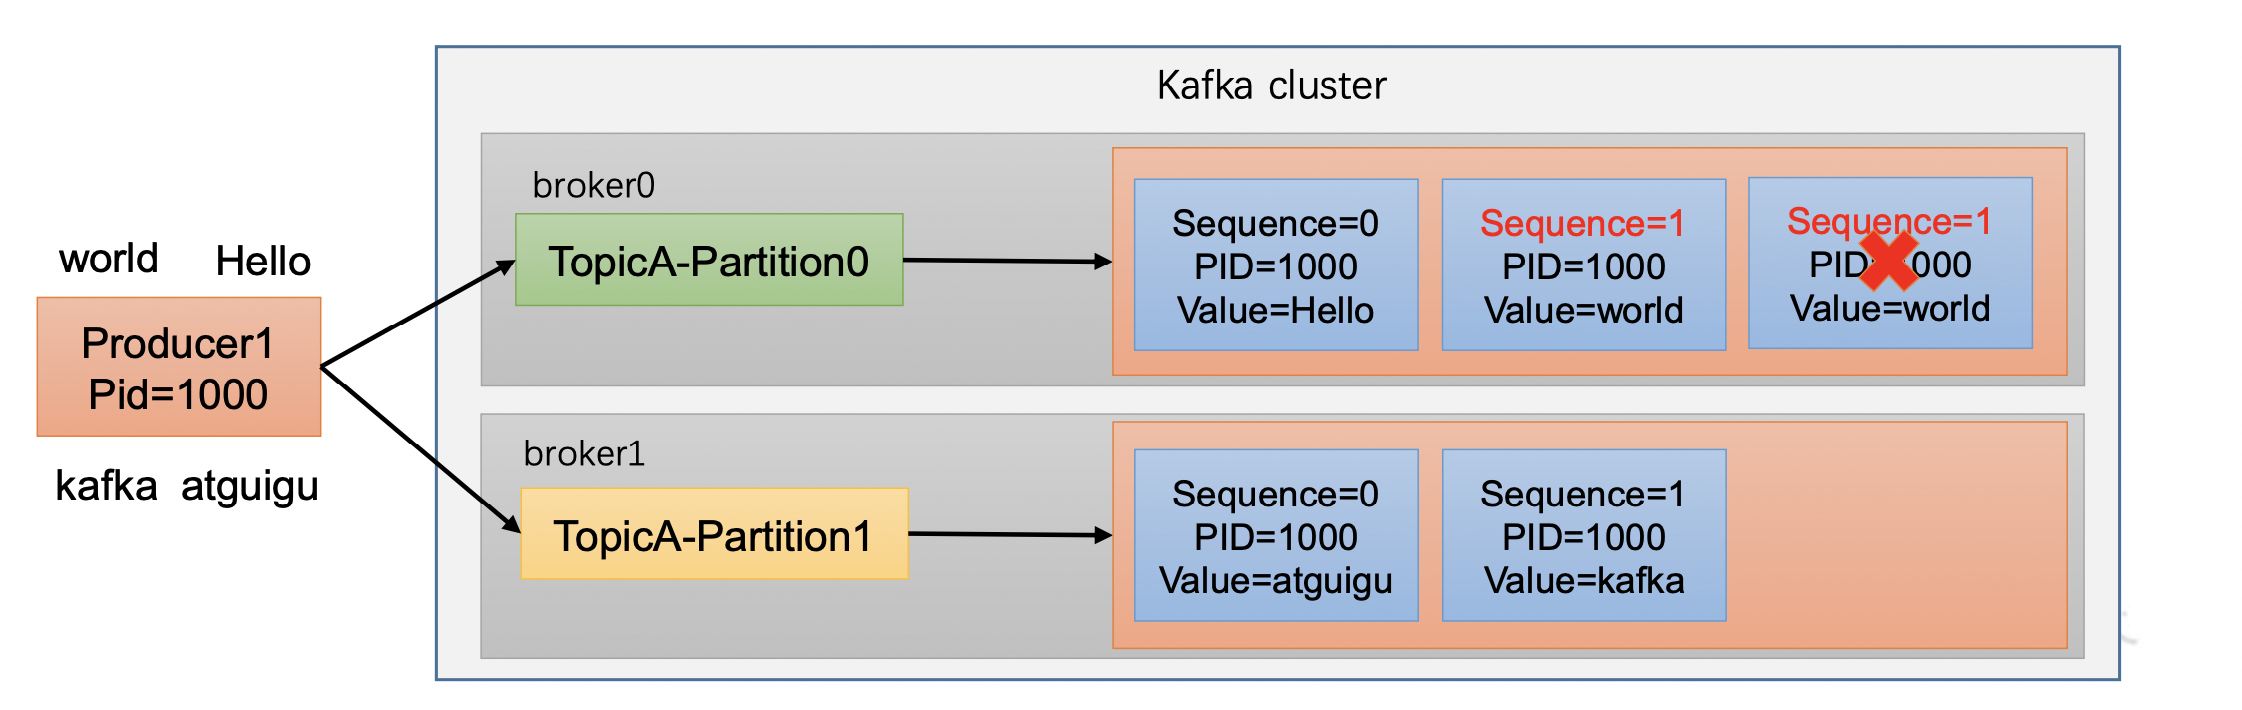 Kafka cluster
broker0
world Hello
Producer1
Pid=1000
kafka atguigu
TopicA-Partition0
Sequence=0
PID=1000
Value=Hello
Sequence=1
PID=1000
Value=world
Sequence=1
PID=1000
Value=world
broker1
TopicA-Partition1
Sequence=0
PID=1000
Value=atguigu
Sequence=1
PID=1000
Value=kafka